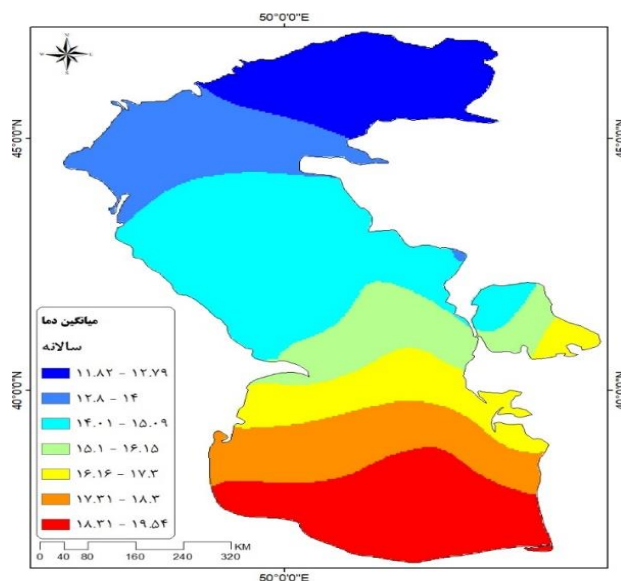 50°0'0"E
45°0'0"N
45°0'0"N
میانگین دما
سالانه
۱۱.۸۲ - ۱۲.۷۹
۱۲.۸ - ۱۴
۱۴.۰۱ - ۱۵.۰۹
۱۵.۱ - ۱۶.۱۵
۱۶.۱۶ - ۱۷.۳
۱۷.۳۱ - ۱۸.۳
۱۸.۳۱ - ۱۹.۵۴
40°0'0"N
40°0'0"N
0 40 80 160 240 320 KM
50°0'0"E